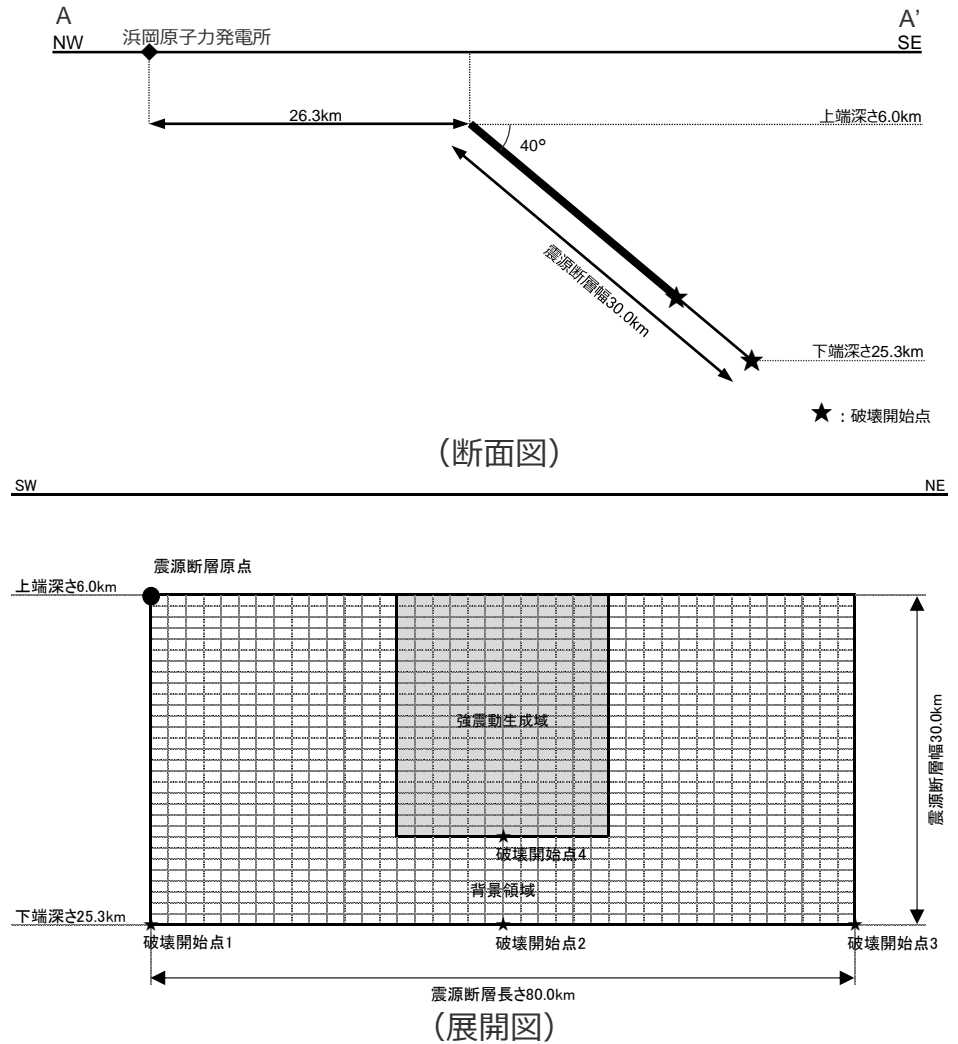 A
A'
NW
浜岡原子力発電所
SE
26.3km
上端深さ6.0km
40°
震源断層幅30.0km
下端深さ25.3km
★：破壊開始点
(断面図)
SW
NE
震源断層原点
上端深さ6.0km
強震動生成域
震源断層幅30.0km
破壊開始点4
背景領域
下端深さ25.3km
破壊開始点1
破壊開始点2
破壊開始点3
震源断層長さ80.0km
(展開図)